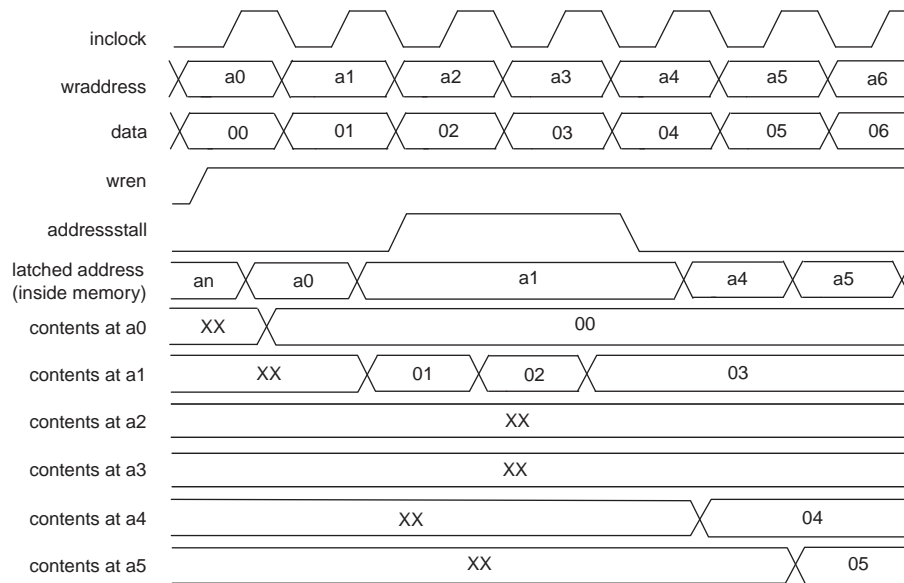 inclock
wraddress a0 a1 a2 a3 a4 a5 a6
data 00 01 02 03 04 05 06
wren
addressstall
latched address
(inside memory) an a0 a1 a4 a5
contents at a0 XX 00
contents at a1 XX 01 02 03
contents at a2 XX
contents at a3 XX
contents at a4 XX 04
contents at a5 XX 05